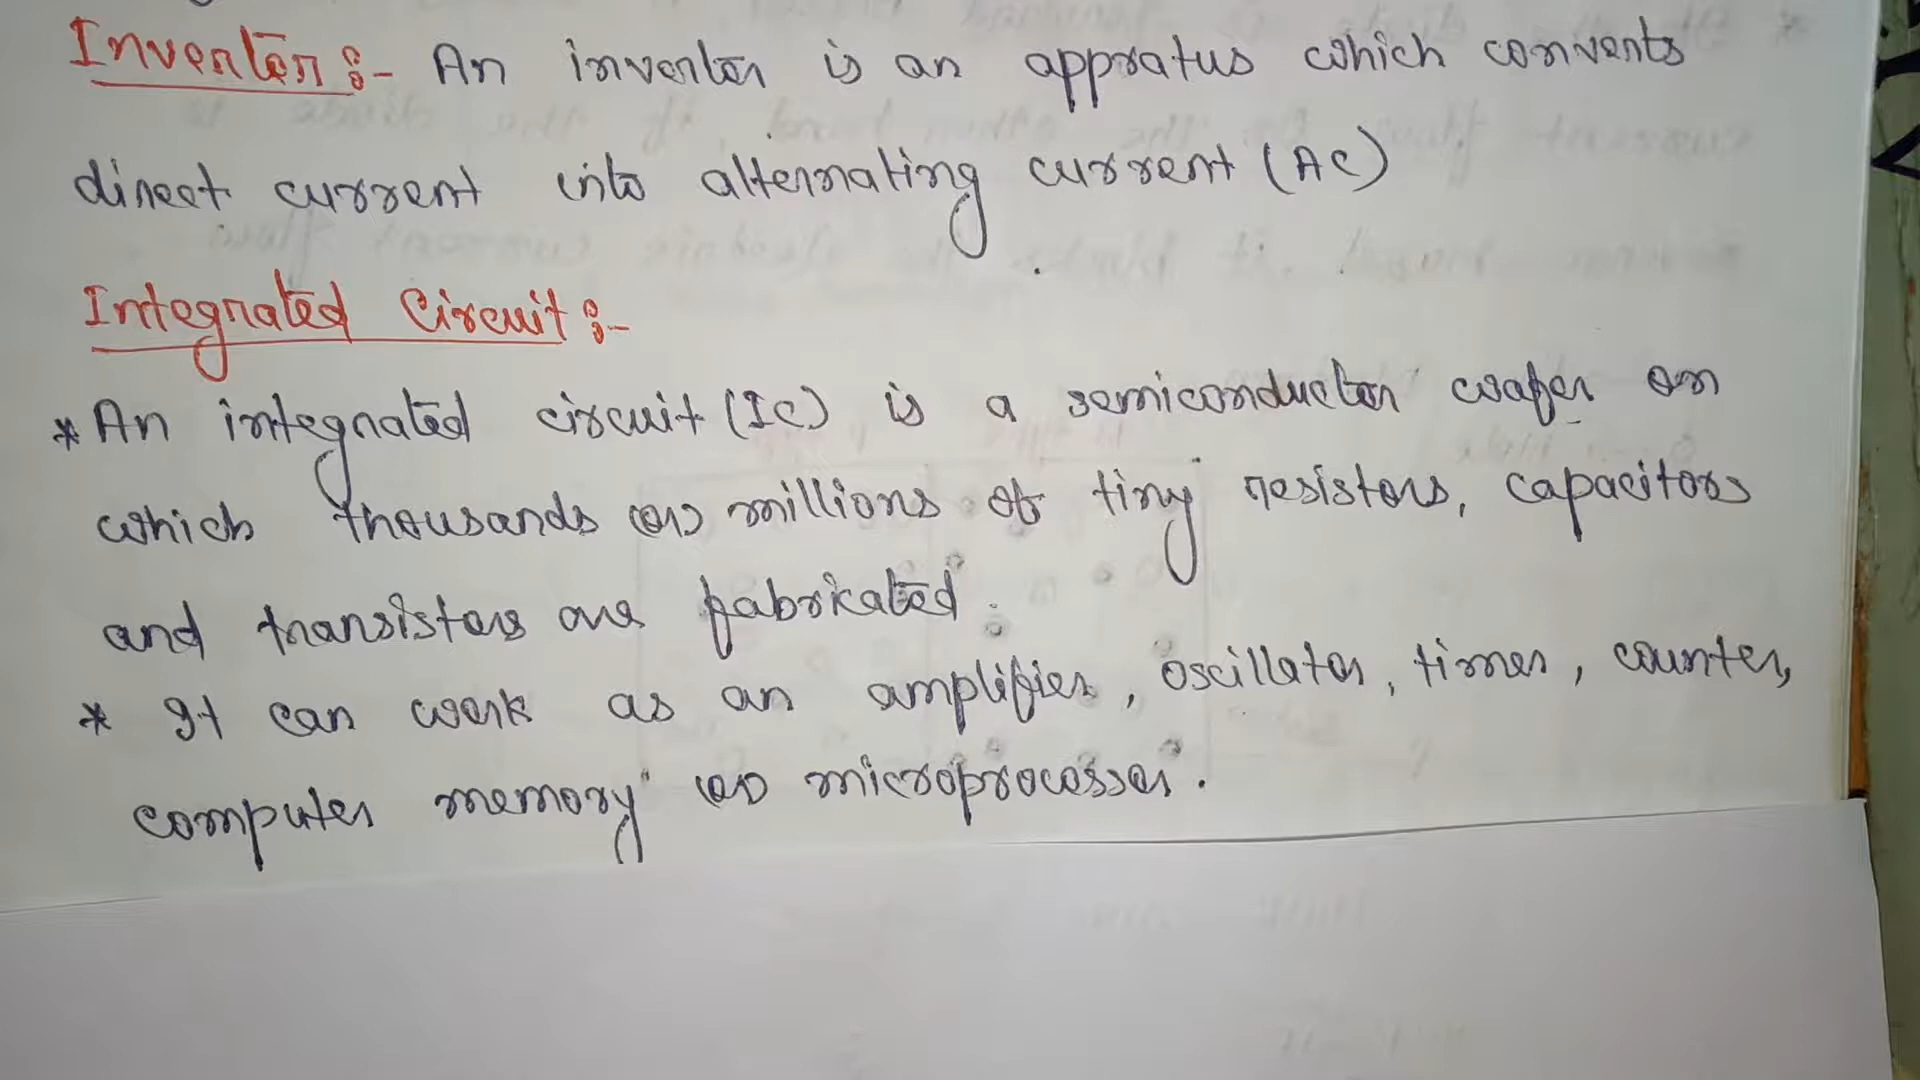 Inverter :- An inverter is an appratus which converts
direct current into alternating current (AC)
Integrated Circuit :-
* An integrated circuit (IC) is a semiconductor wafer on
which thousands (or) millions of tiny resistors, capacitors
and transistors are fabricated.
* It can work as an amplifier, oscillator, timer, counter,
computer memory (or) microprocessor.